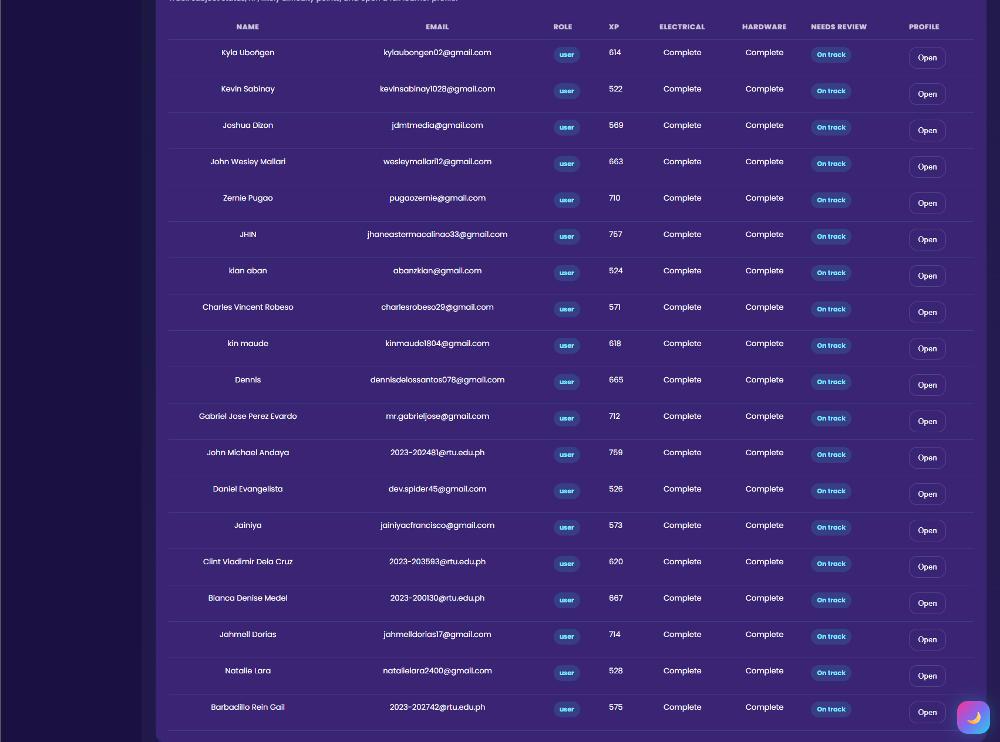 Track subject status, XP, likely difficulty points, and open a full learner profile.
NAME EMAIL ROLE XP ELECTRICAL HARDWARE NEEDS REVIEW PROFILE
Kyla Uboñgen kylaubongen02@gmail.com user 614 Complete Complete On track Open
Kevin Sabinay kevinsabinay1028@gmail.com user 522 Complete Complete On track Open
Joshua Dizon jdmtmedia@gmail.com user 569 Complete Complete On track Open
John Wesley Mallari wesleymallari12@gmail.com user 663 Complete Complete On track Open
Zernie Pugao pugaozernie@gmail.com user 710 Complete Complete On track Open
JHIN jhaneastermacalinao33@gmail.com user 757 Complete Complete On track Open
kian aban abanzkian@gmail.com user 524 Complete Complete On track Open
Charles Vincent Robeso charlesrobeso29@gmail.com user 571 Complete Complete On track Open
kin maude kinmaude1804@gmail.com user 618 Complete Complete On track Open
Dennis dennisdelossantos078@gmail.com user 665 Complete Complete On track Open
Gabriel Jose Perez Evardo mr.gabrieljose@gmail.com user 712 Complete Complete On track Open
John Michael Andaya 2023-202481@rtu.edu.ph user 759 Complete Complete On track Open
Daniel Evangelista dev.spider45@gmail.com user 526 Complete Complete On track Open
Jainiya jainiyacfrancisco@gmail.com user 573 Complete Complete On track Open
Clint Vladimir Dela Cruz 2023-203593@rtu.edu.ph user 620 Complete Complete On track Open
Bianca Denise Medel 2023-200130@rtu.edu.ph user 667 Complete Complete On track Open
Jahmell Dorias jahmelldorias17@gmail.com user 714 Complete Complete On track Open
Natalie Lara natalielara2400@gmail.com user 528 Complete Complete On track Open
Barbadillo Rein Gail 2023-202742@rtu.edu.ph user 575 Complete Complete On track Open